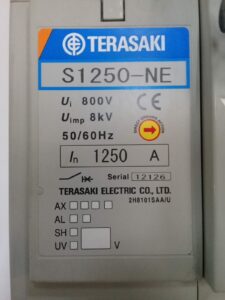 TERASAKI
S1250-NE
Ui 800V CE
Uimp 8kV
50/60Hz
In 1250 A
Serial 12126
TERASAKI ELECTRIC CO., LTD.
2H8101SAA/U
AX
AL
SH
UV V